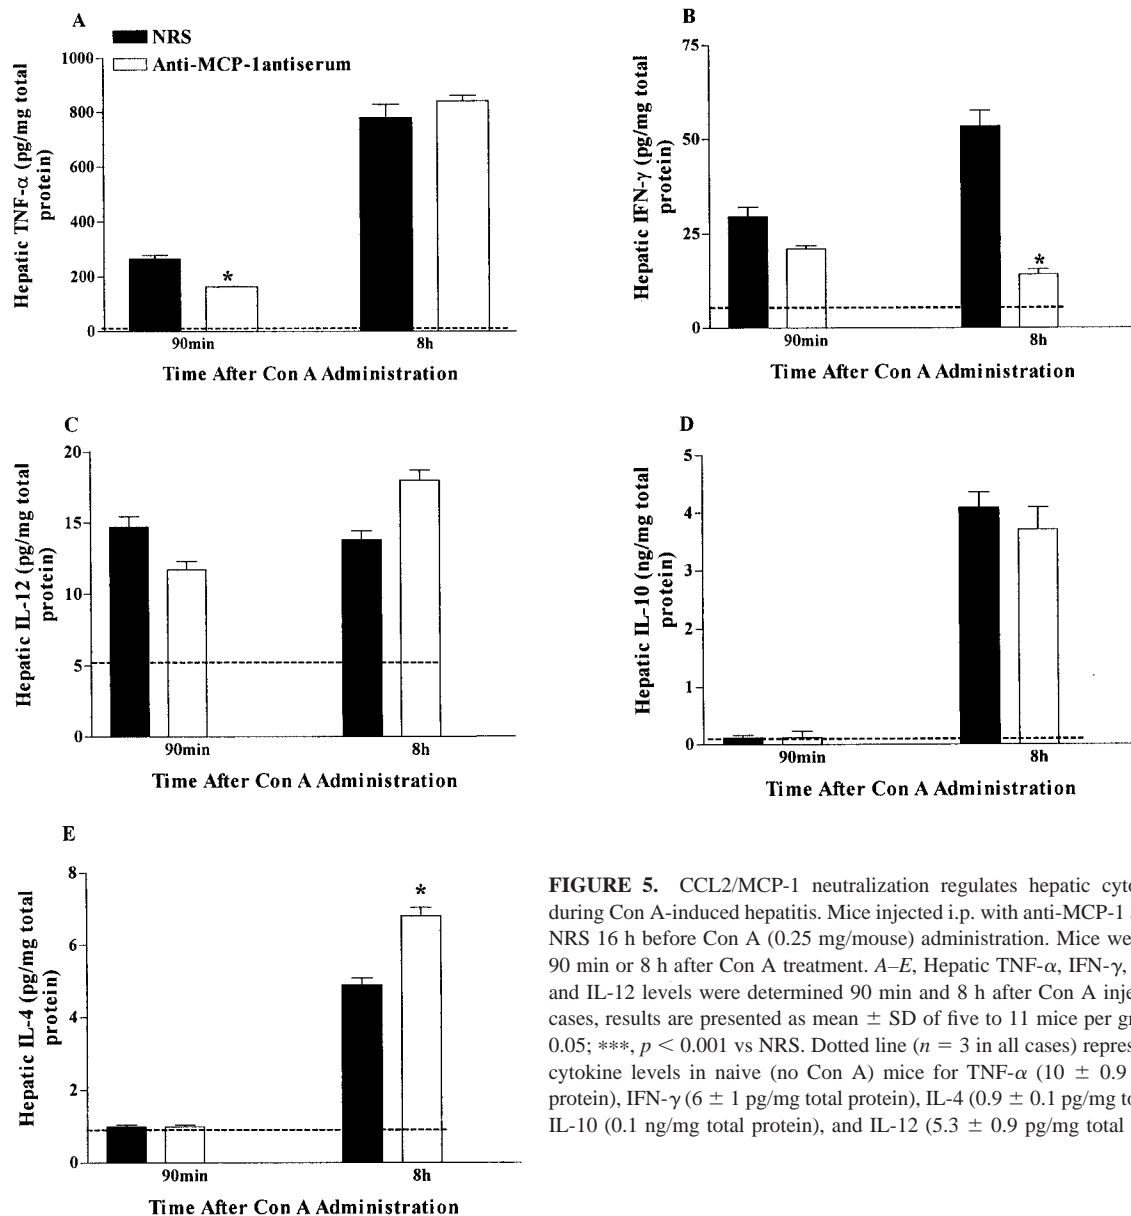 A
NRS
Anti-MCP-1antiserum
Hepatic TNF-α (pg/mg total
protein)
1000
800
600
400
200
0
*
90min
8h
Time After Con A Administration
B
Hepatic IFN-γ (pg/mg total
protein)
75
50
25
0
*
90min
8h
Time After Con A Administration
C
Hepatic IL-12 (pg/mg total
protein)
20
15
10
5
0
90min
8h
Time After Con A Administration
D
Hepatic IL-10 (ng/mg total
protein)
5
4
3
2
1
0
90min
8h
Time After Con A Administration
E
Hepatic IL-4 (pg/mg total
protein)
8
6
4
2
0
*
90min
8h
Time After Con A Administration
FIGURE 5. CCL2/MCP-1 neutralization regulates hepatic cyto
during Con A-induced hepatitis. Mice injected i.p. with anti-MCP-1
NRS 16 h before Con A (0.25 mg/mouse) administration. Mice we
90 min or 8 h after Con A treatment. A–E, Hepatic TNF-α, IFN-γ,
and IL-12 levels were determined 90 min and 8 h after Con A inje
cases, results are presented as mean ± SD of five to 11 mice per g
0.05; ∗∗∗, p < 0.001 vs NRS. Dotted line (n = 3 in all cases) repres
cytokine levels in naive (no Con A) mice for TNF-α (10 ± 0.9
protein), IFN-γ (6 ± 1 pg/mg total protein), IL-4 (0.9 ± 0.1 pg/mg to
IL-10 (0.1 ng/mg total protein), and IL-12 (5.3 ± 0.9 pg/mg total